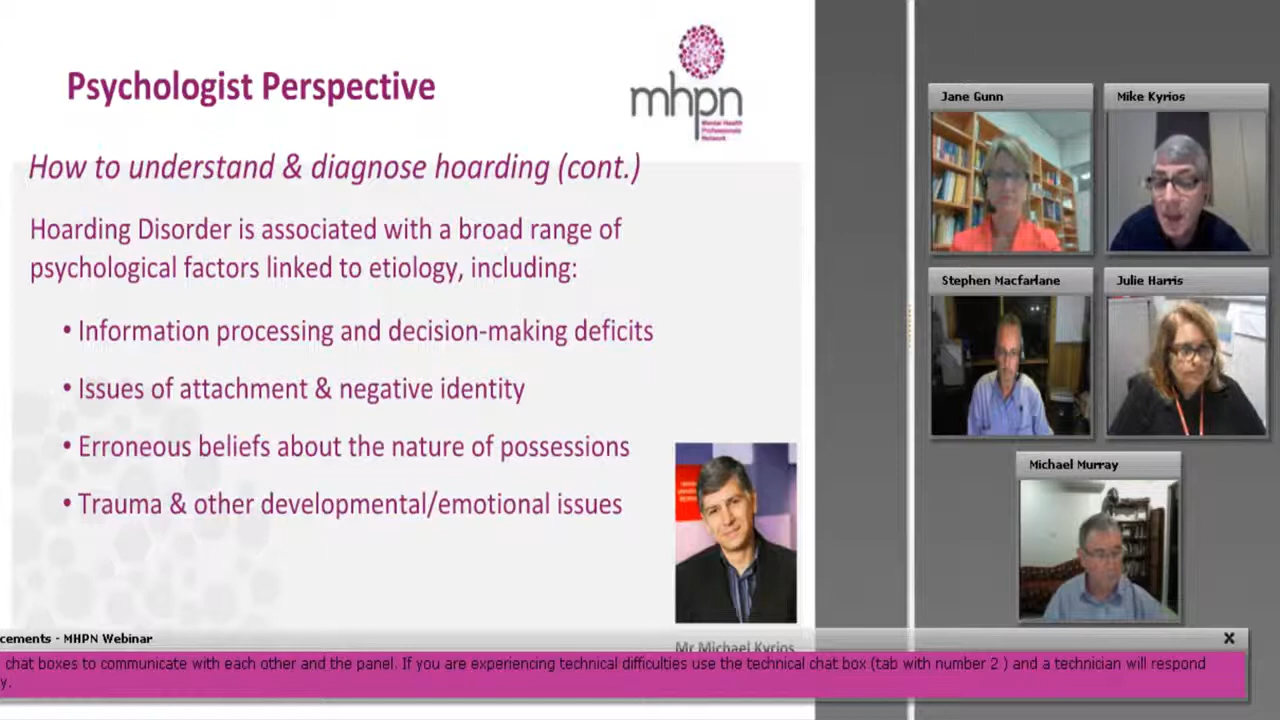 Psychologist Perspective
mhpn
Mental Health
Professionals
Network
How to understand & diagnose hoarding (cont.)
Hoarding Disorder is associated with a broad range of
psychological factors linked to etiology, including:
• Information processing and decision-making deficits
• Issues of attachment & negative identity
• Erroneous beliefs about the nature of possessions
• Trauma & other developmental/emotional issues
Mr Michael Kyrios
Jane Gunn
Mike Kyrios
Stephen Macfarlane
Julie Harris
Michael Murray
cements - MHPN Webinar
X
chat boxes to communicate with each other and the panel. If you are experiencing technical difficulties use the technical chat box (tab with number 2 ) and a technician will respond
y.